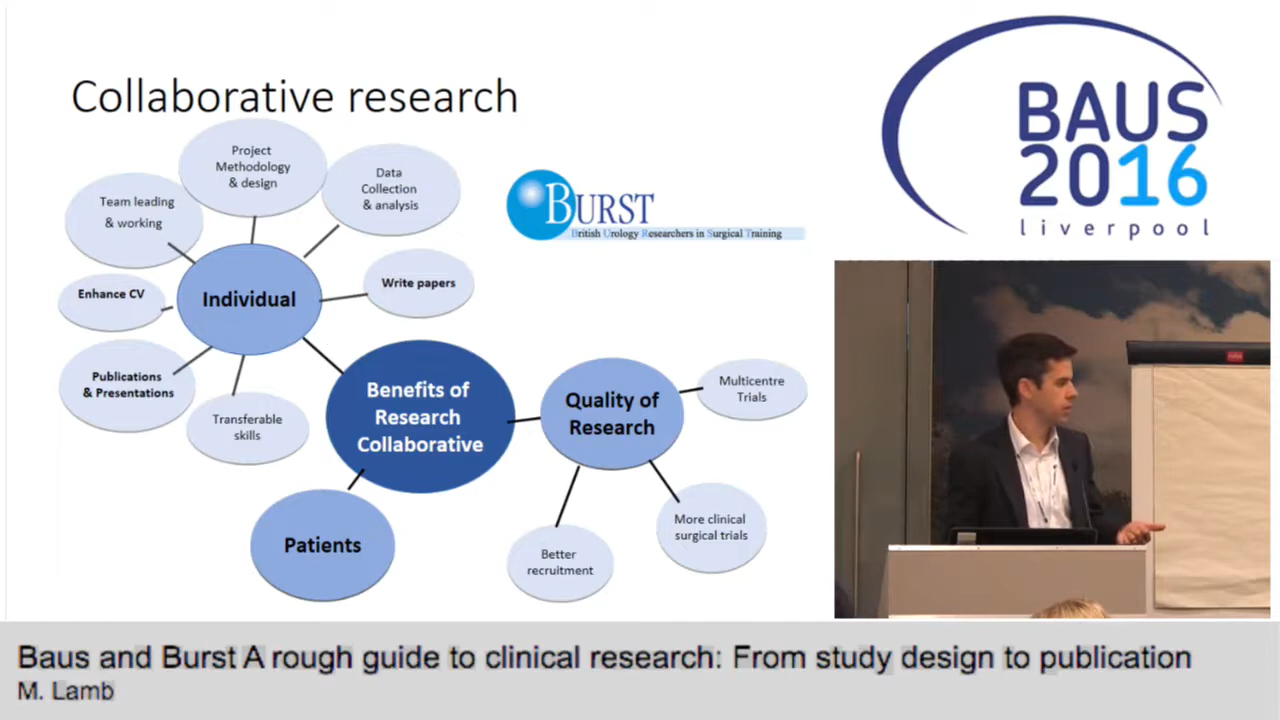 Collaborative research
Project
Methodology
& design
Data
Collection
& analysis
Team leading
& working
Enhance CV
Individual
Write papers
Publications
& Presentations
Transferable
skills
Benefits of
Research
Collaborative
Quality of
Research
Multicentre
Trials
More clinical
surgical trials
Better
recruitment
Patients
BURST
British Urology Researchers in Surgical Training
BAUS
2016
liverpool
Baus and Burst A rough guide to clinical research: From study design to publication
M. Lamb